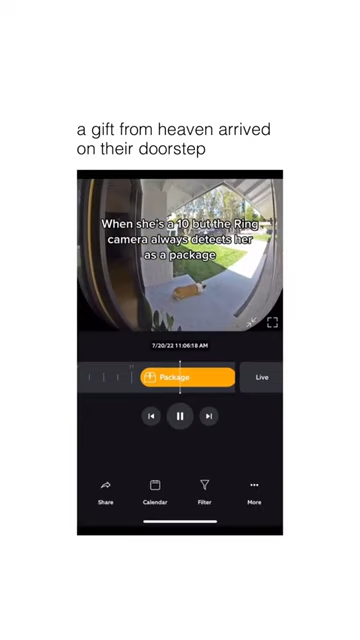 a gift from heaven arrived
on their doorstep
When she's a 10 but the Ring
camera always detects her
as a package
7/20/22 11:06:18 AM
Package
Live
Share
Calendar
Filter
More